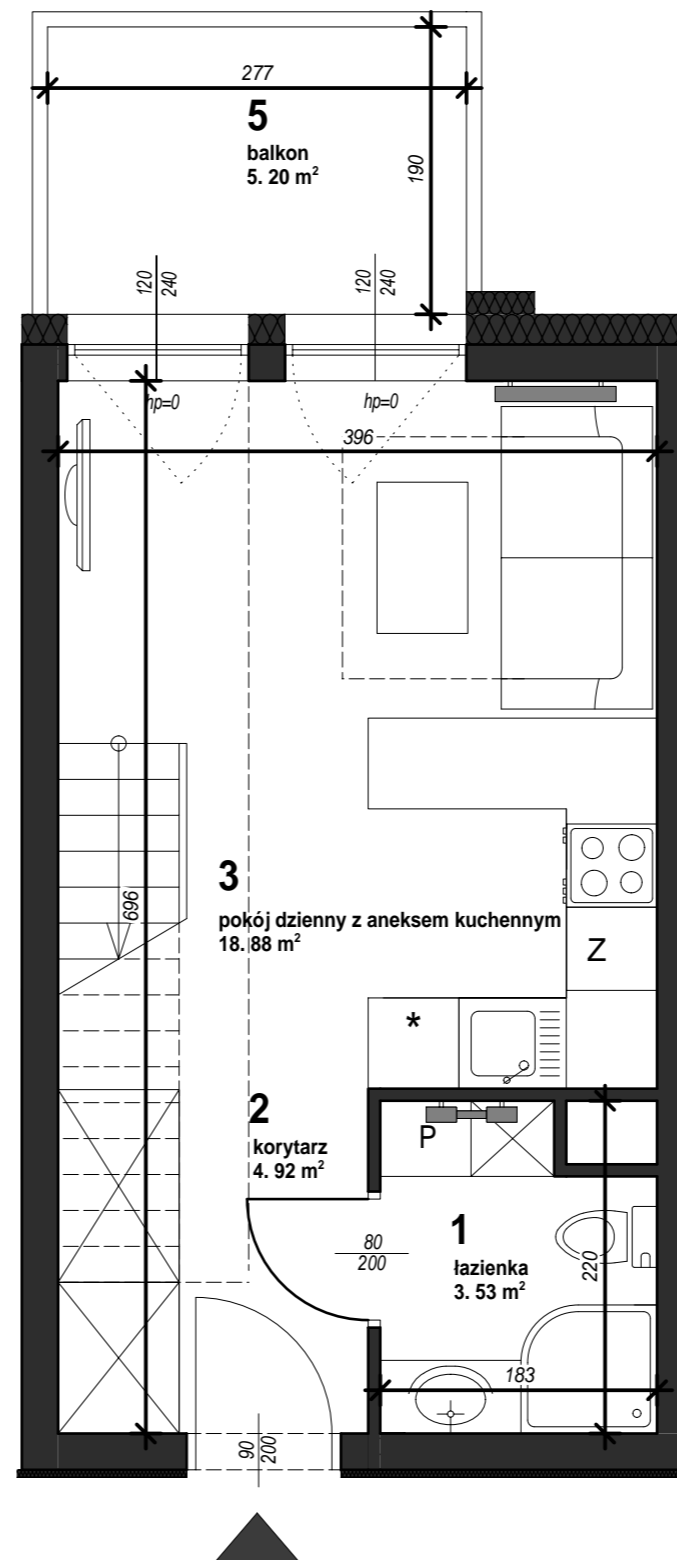 277
5
balkon
5. 20 m²
190
120
240
120
240
hp=0
hp=0
396
3
pokój dzienny z aneksem kuchennym
18. 88 m²
696
Z
*
2
korytarz
4. 92 m²
P
1
łazienka
3. 53 m²
80
200
220
183
90
200